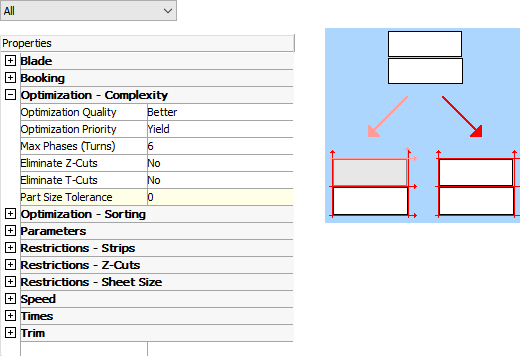 All
Properties
Blade
Booking
Optimization - Complexity
Optimization Quality Better
Optimization Priority Yield
Max Phases (Turns) 6
Eliminate Z-Cuts No
Eliminate T-Cuts No
Part Size Tolerance 0
Optimization - Sorting
Parameters
Restrictions - Strips
Restrictions - Z-Cuts
Restrictions - Sheet Size
Speed
Times
Trim